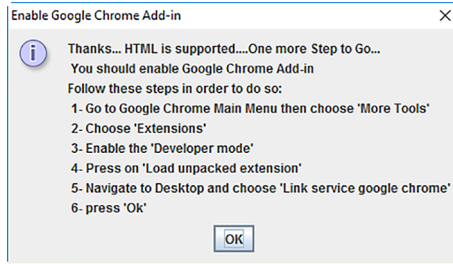 Enable Google Chrome Add-in
Thanks... HTML is supported....One more Step to Go...
You should enable Google Chrome Add-in
Follow these steps in order to do so:
1- Go to Google Chrome Main Menu then choose 'More Tools'
2- Choose 'Extensions'
3- Enable the 'Developer mode'
4- Press on 'Load unpacked extension'
5- Navigate to Desktop and choose 'Link service google chrome'
6- press 'Ok'
OK